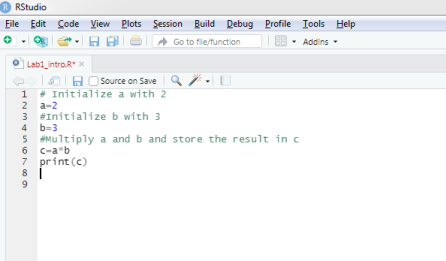 RStudio
File Edit Code View Plots Session Build Debug Profile Tools Help
Go to file/function Addins
Lab1_intro.R*
Source on Save
1 # Initialize a with 2
2 a=2
3 #Initialize b with 3
4 b=3
5 #Multiply a and b and store the result in c
6 c=a*b
7 print(c)
8
9